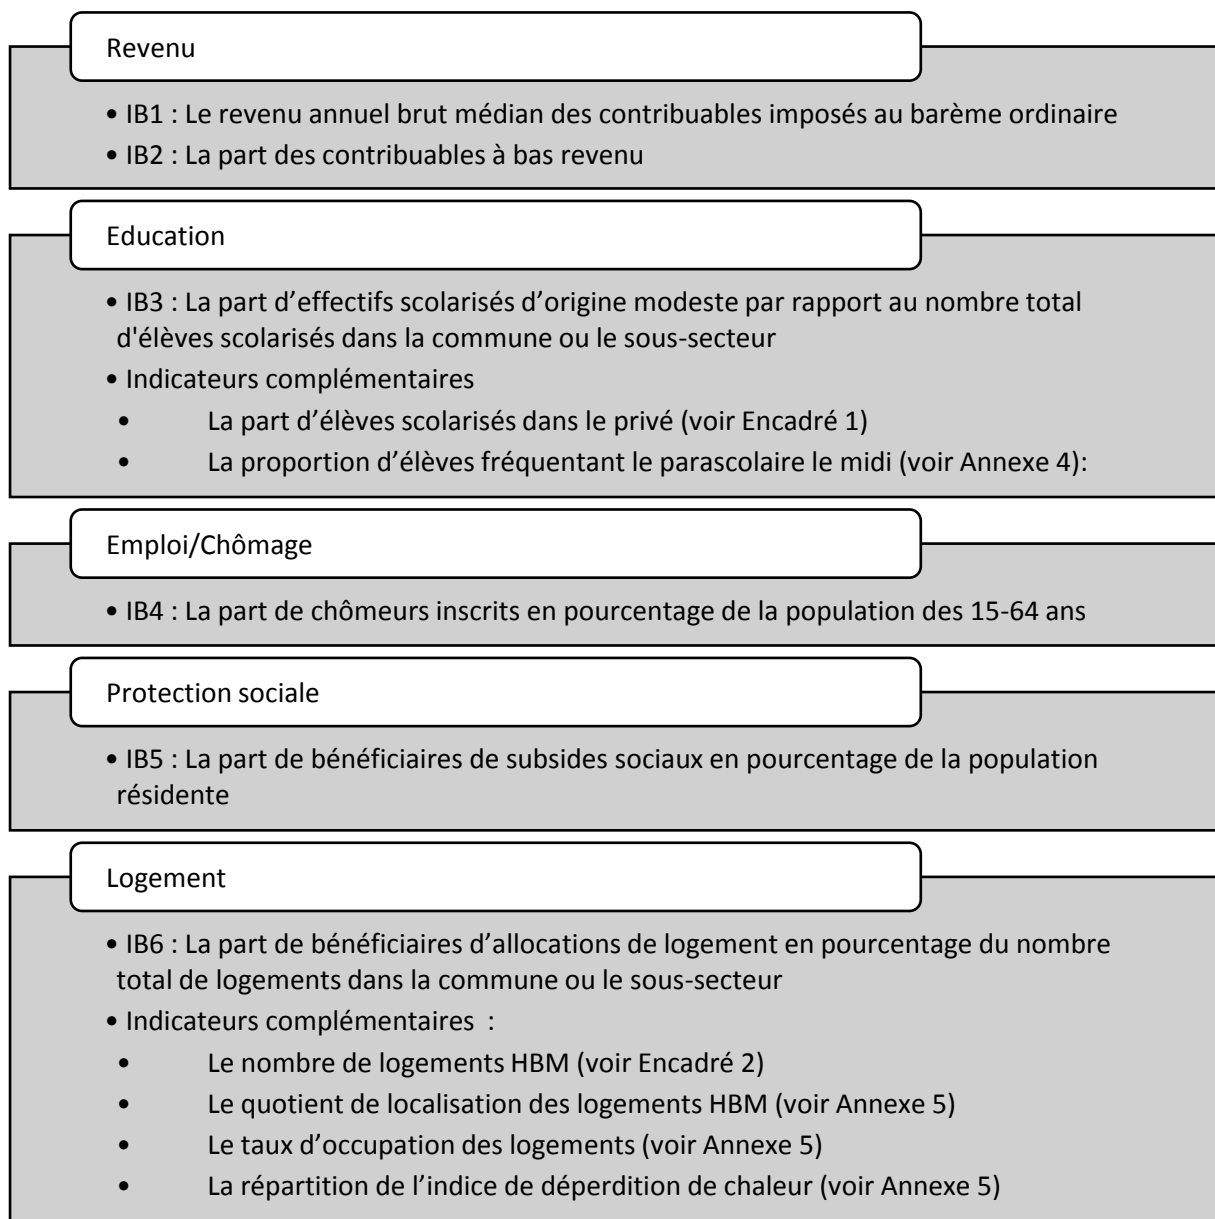 Revenu
• IB1 : Le revenu annuel brut médian des contribuables imposés au barème ordinaire
• IB2 : La part des contribuables à bas revenu
Education
• IB3 : La part d’effectifs scolarisés d’origine modeste par rapport au nombre total
d'élèves scolarisés dans la commune ou le sous-secteur
• Indicateurs complémentaires
• La part d’élèves scolarisés dans le privé (voir Encadré 1)
• La proportion d’élèves fréquentant le parascolaire le midi (voir Annexe 4):
Emploi/Chômage
• IB4 : La part de chômeurs inscrits en pourcentage de la population des 15-64 ans
Protection sociale
• IB5 : La part de bénéficiaires de subsides sociaux en pourcentage de la population
résidente
Logement
• IB6 : La part de bénéficiaires d’allocations de logement en pourcentage du nombre
total de logements dans la commune ou le sous-secteur
• Indicateurs complémentaires :
• Le nombre de logements HBM (voir Encadré 2)
• Le quotient de localisation des logements HBM (voir Annexe 5)
• Le taux d’occupation des logements (voir Annexe 5)
• La répartition de l’indice de déperdition de chaleur (voir Annexe 5)